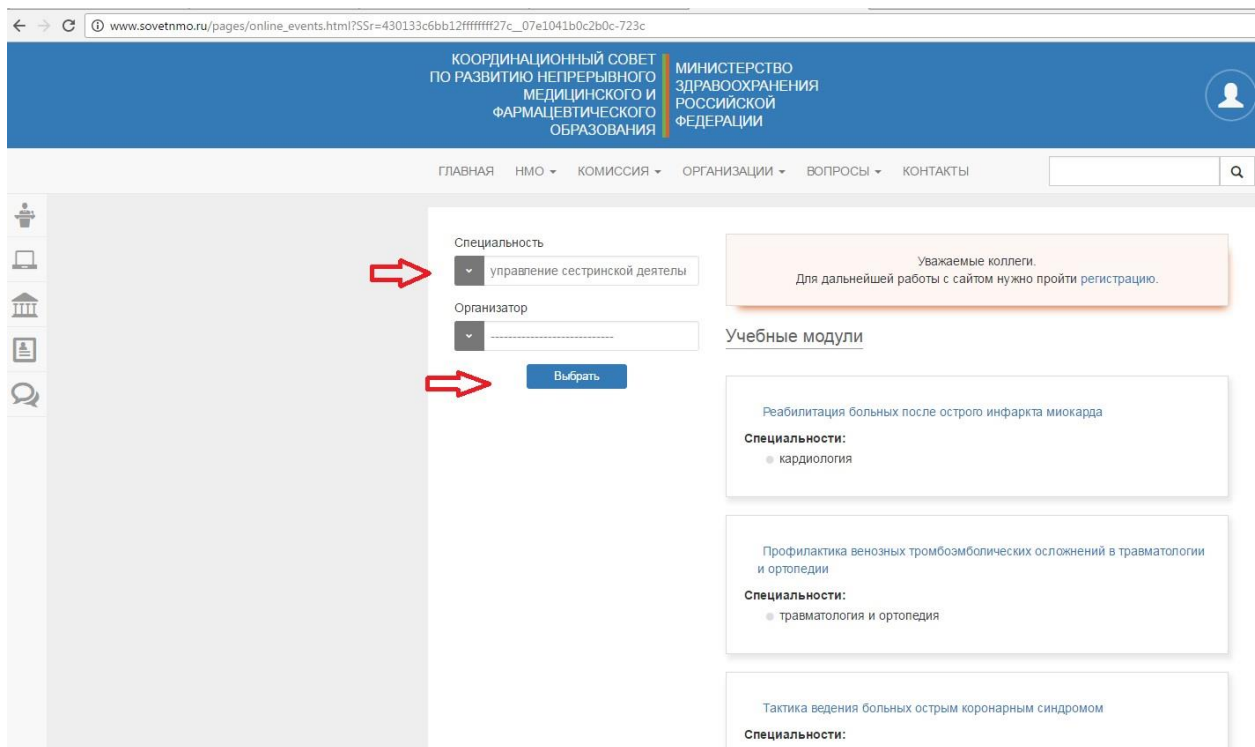 www.sovetnmo.ru/pages/online_events.html?SSr=430133c6bb12ffffffff27c__07e1041b0c2b0c-723c
КООРДИНАЦИОННЫЙ СОВЕТ
ПО РАЗВИТИЮ НЕПРЕРЫВНОГО
МЕДИЦИНСКОГО И
ФАРМАЦЕВТИЧЕСКОГО
ОБРАЗОВАНИЯ
МИНИСТЕРСТВО
ЗДРАВООХРАНЕНИЯ
РОССИЙСКОЙ
ФЕДЕРАЦИИ
ГЛАВНАЯ НМО КОМИССИЯ ОРГАНИЗАЦИИ ВОПРОСЫ КОНТАКТЫ
Специальность
управление сестринской деятелы
Организатор
----------------------------
Выбрать
Уважаемые коллеги.
Для дальнейшей работы с сайтом нужно пройти регистрацию.
Учебные модули
Реабилитация больных после острого инфаркта миокарда
Специальности:
кардиология
Профилактика венозных тромбоэмболических осложнений в травматологии
и ортопедии
Специальности:
травматология и ортопедия
Тактика ведения больных острым коронарным синдромом
Специальности: